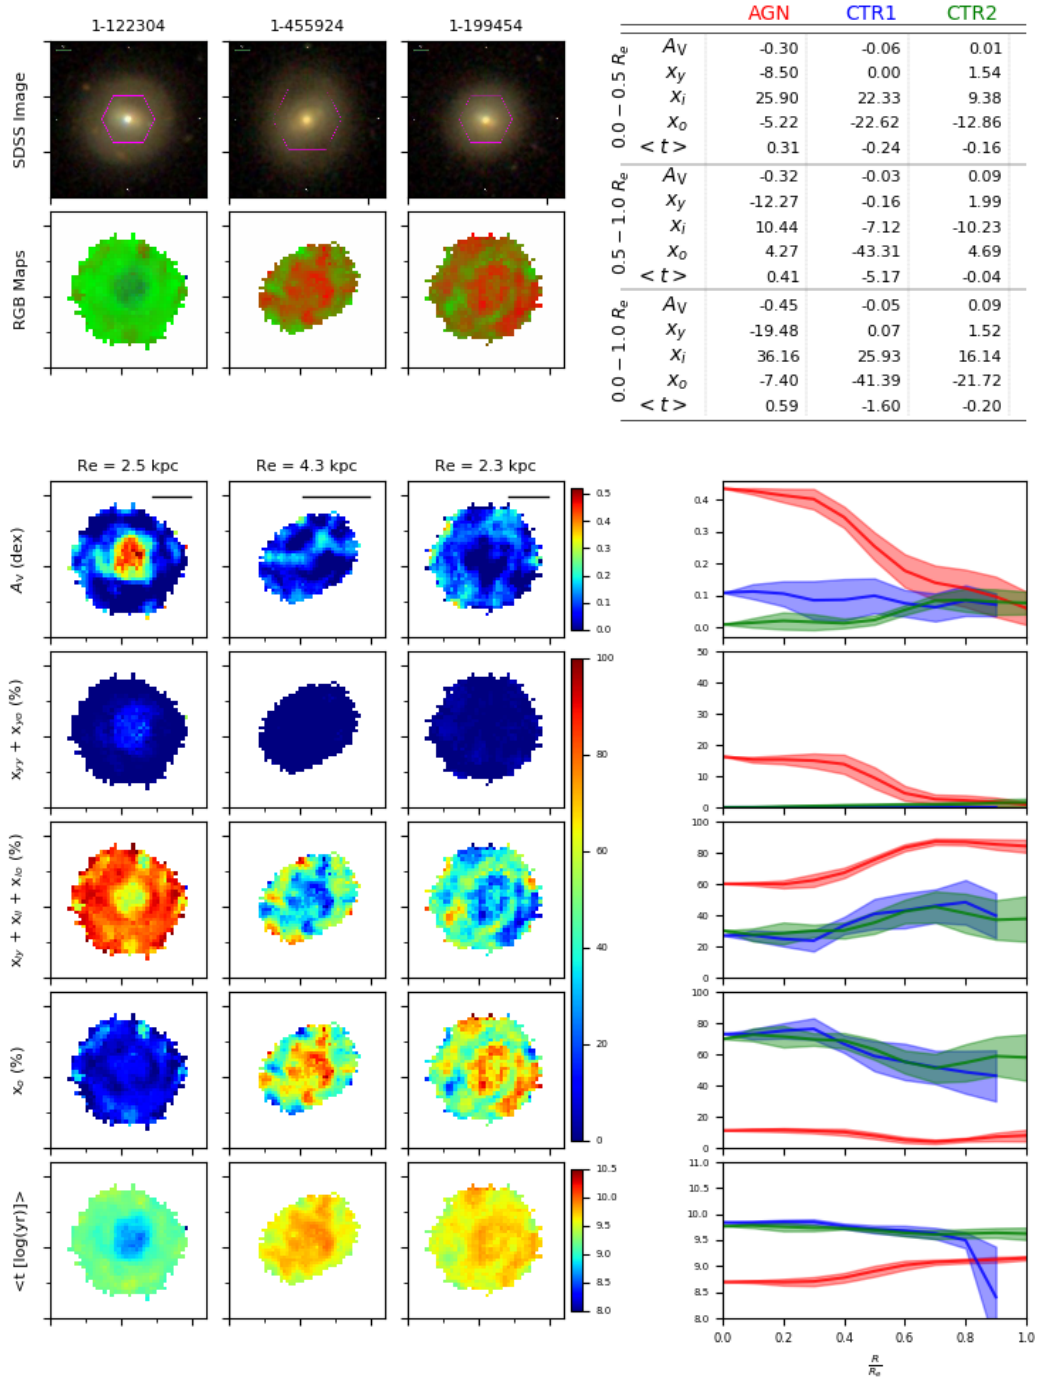 1-122304 1-455924 1-199454
SDSS Image
RGB Maps
AGN CTR1 CTR2
0.0 − 0.5 Re
AV -0.30 -0.06 0.01
xy -8.50 0.00 1.54
xi 25.90 22.33 9.38
xo -5.22 -22.62 -12.86
< t > 0.31 -0.24 -0.16
0.5 − 1.0 Re
AV -0.32 -0.03 0.09
xy -12.27 -0.16 1.99
xi 10.44 -7.12 -10.23
xo 4.27 -43.31 4.69
< t > 0.41 -5.17 -0.04
0.0 − 1.0 Re
AV -0.45 -0.05 0.09
xy -19.48 0.07 1.52
xi 36.16 25.93 16.14
xo -7.40 -41.39 -21.72
< t > 0.59 -1.60 -0.20
Re = 2.5 kpc Re = 4.3 kpc Re = 2.3 kpc
AV (dex)
0.5
0.4
0.3
0.2
0.1
0.0
0.4
0.3
0.2
0.1
0.0
xyy + xyo (%)
100
80
60
40
20
0
50
40
30
20
10
0
xiy + xii + xio (%)
100
80
60
40
20
0
xo (%)
100
80
60
40
20
0
<t [log(yr)]>
10.5
10.0
9.5
9.0
8.5
8.0
11.0
10.5
10.0
9.5
9.0
8.5
8.0
0.0 0.2 0.4 0.6 0.8 1.0
R
Re